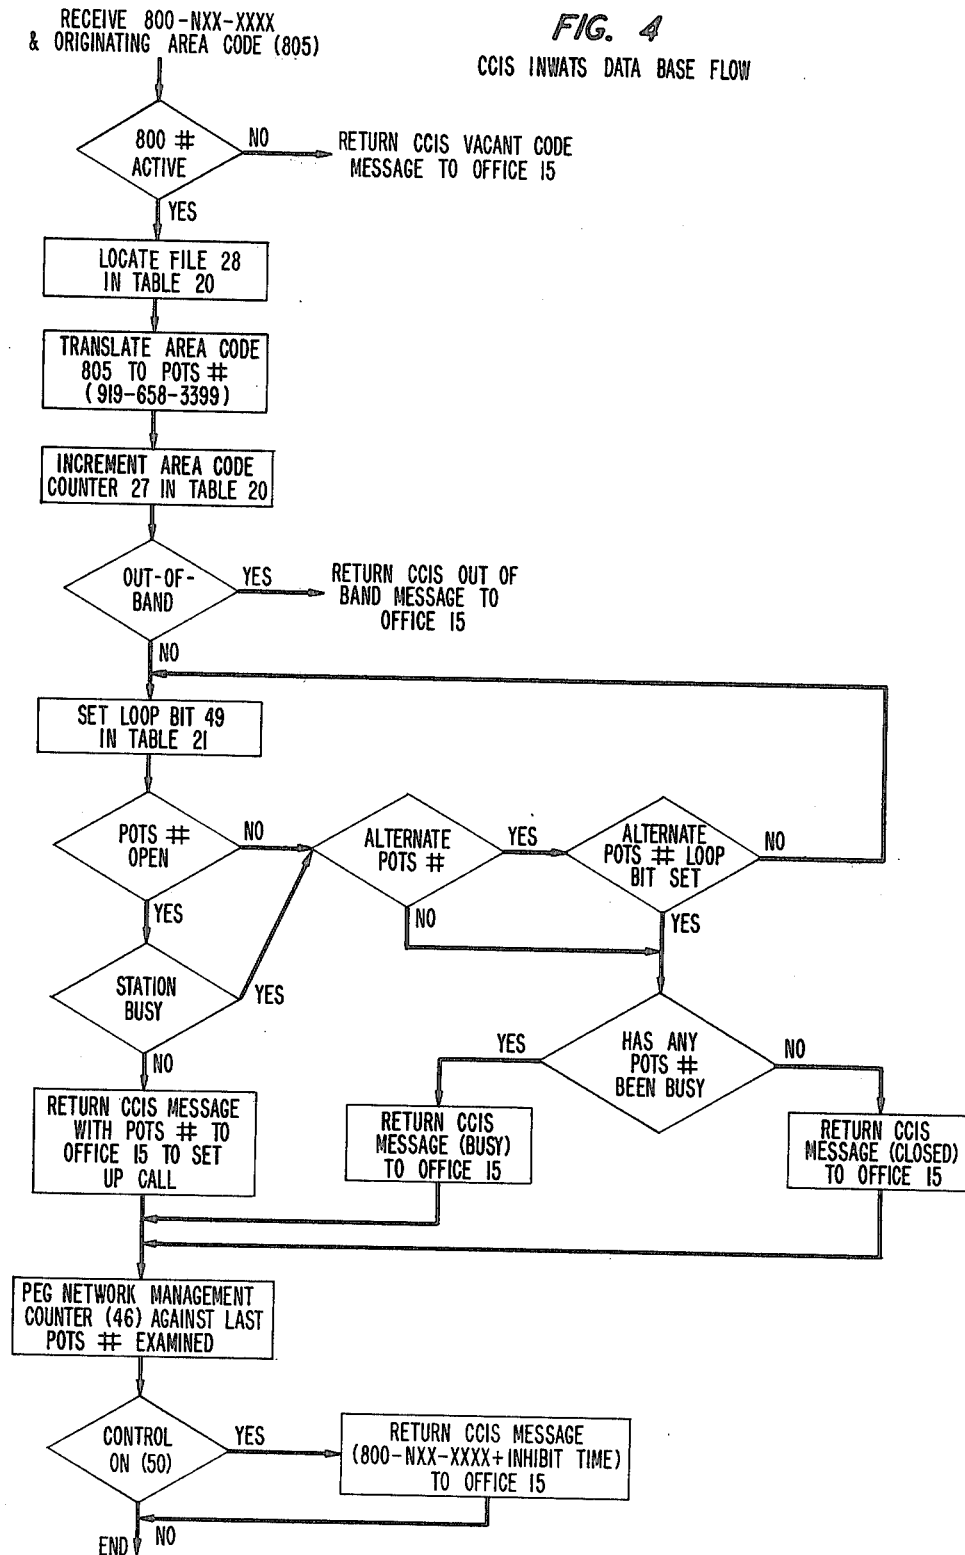 RECEIVE 800-NXX-XXXX
& ORIGINATING AREA CODE (805)
FIG. 4
CCIS INWATS DATA BASE FLOW
800 #
ACTIVE
NO
RETURN CCIS VACANT CODE
MESSAGE TO OFFICE 15
YES
LOCATE FILE 28
IN TABLE 20
TRANSLATE AREA CODE
805 TO POTS #
(919-658-3399)
INCREMENT AREA CODE
COUNTER 27 IN TABLE 20
OUT-OF-
BAND
YES
RETURN CCIS OUT OF
BAND MESSAGE TO
OFFICE 15
NO
SET LOOP BIT 49
IN TABLE 21
POTS #
OPEN
NO
ALTERNATE
POTS #
YES
ALTERNATE
POTS # LOOP
BIT SET
NO
YES
NO
YES
STATION
BUSY
YES
NO
HAS ANY
POTS #
BEEN BUSY
YES
NO
RETURN CCIS MESSAGE
WITH POTS # TO
OFFICE 15 TO SET
UP CALL
RETURN CCIS
MESSAGE (BUSY)
TO OFFICE 15
RETURN CCIS
MESSAGE (CLOSED)
TO OFFICE 15
PEG NETWORK MANAGEMENT
COUNTER (46) AGAINST LAST
POTS # EXAMINED
CONTROL
ON (50)
YES
RETURN CCIS MESSAGE
(800-NXX-XXXX+INHIBIT TIME)
TO OFFICE 15
NO
END